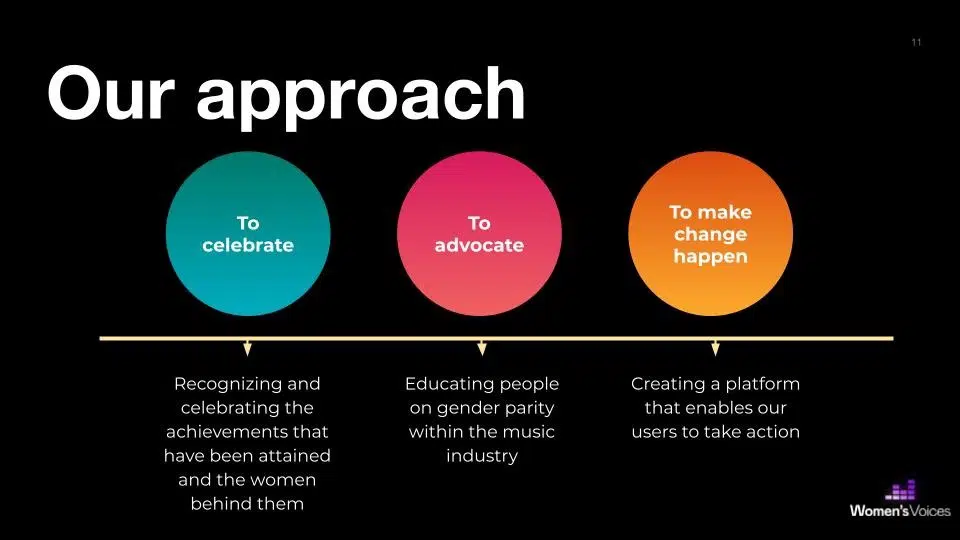 11
Our approach
To
celebrate
To
advocate
To make
change
happen
Recognizing and
celebrating the
achievements that
have been attained
and the women
behind them
Educating people
on gender parity
within the music
industry
Creating a platform
that enables our
users to take action
Women'sVoices